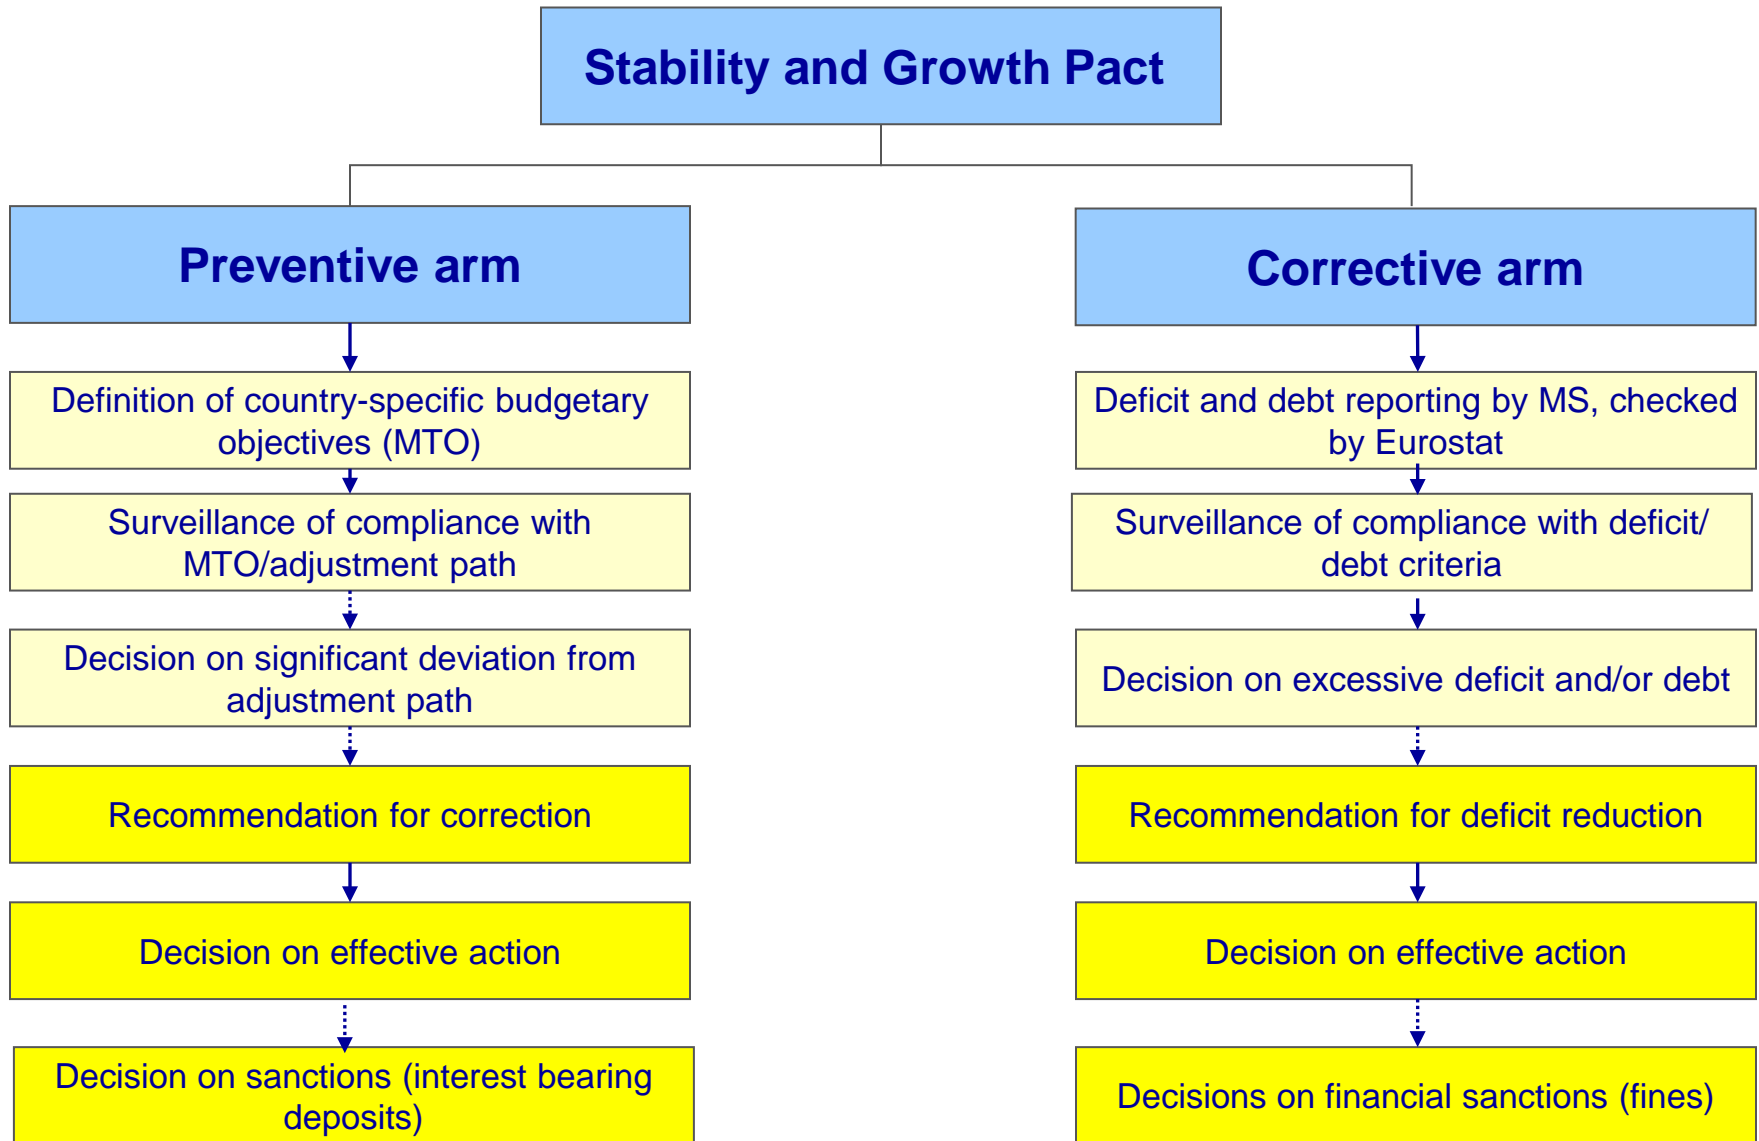 Stability and Growth Pact
Preventive arm
Definition of country-specific budgetary
objectives (MTO)
Surveillance of compliance with
MTO/adjustment path
Decision on significant deviation from
adjustment path
Recommendation for correction
Decision on effective action
Decision on sanctions (interest bearing
deposits)
Corrective arm
Deficit and debt reporting by MS, checked
by Eurostat
Surveillance of compliance with deficit/
debt criteria
Decision on excessive deficit and/or debt
Recommendation for deficit reduction
Decision on effective action
Decisions on financial sanctions (fines)